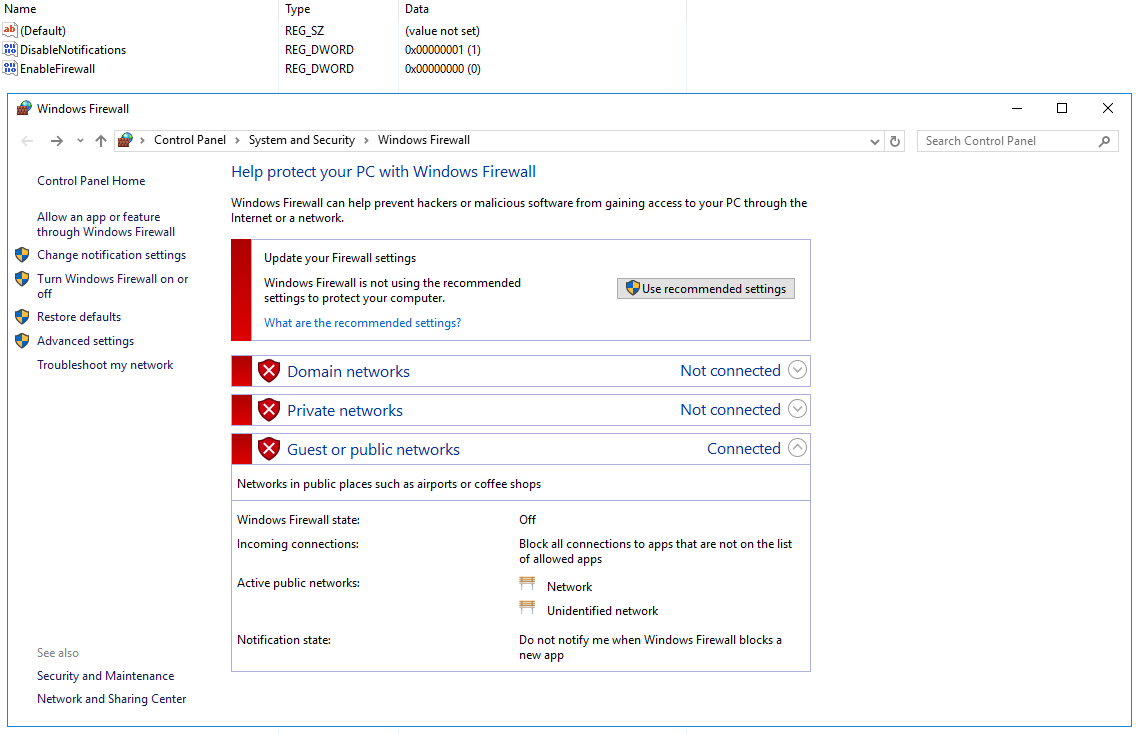 Name Type Data
(Default) REG_SZ (value not set)
DisableNotifications REG_DWORD 0x00000001 (1)
EnableFirewall REG_DWORD 0x00000000 (0)
Windows Firewall
Control Panel > System and Security > Windows Firewall
Search Control Panel
Control Panel Home
Allow an app or feature
through Windows Firewall
Change notification settings
Turn Windows Firewall on or
off
Restore defaults
Advanced settings
Troubleshoot my network
Help protect your PC with Windows Firewall
Windows Firewall can help prevent hackers or malicious software from gaining access to your PC through the
Internet or a network.
Update your Firewall settings
Windows Firewall is not using the recommended
settings to protect your computer.
Use recommended settings
What are the recommended settings?
Domain networks Not connected
Private networks Not connected
Guest or public networks Connected
Networks in public places such as airports or coffee shops
Windows Firewall state: Off
Incoming connections: Block all connections to apps that are not on the list
of allowed apps
Active public networks: Network
Unidentified network
Notification state: Do not notify me when Windows Firewall blocks a
new app
See also
Security and Maintenance
Network and Sharing Center